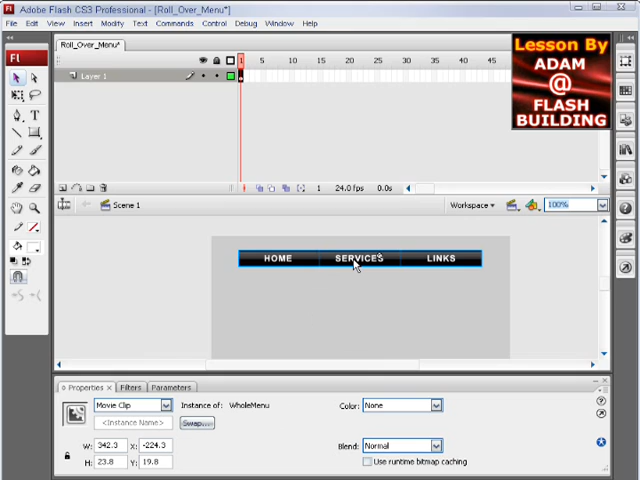 Adobe Flash CS3 Professional - [Roll_Over_Menu*]
File Edit View Insert Modify Text Commands Control Debug Window Help
Roll_Over_Menu*
Lesson By
ADAM
@
FLASH
BUILDING
Fl
1 5 10 15 20 25 30 35 40 45
Layer 1
1 24.0 fps 0.0s
Scene 1
Workspace
100%
HOME SERVICES LINKS
Properties Filters Parameters
Movie Clip
Instance of: WholeMenu
Color: None
<Instance Name>
Swap...
W: 342.3 X: -224.3
H: 23.8 Y: 19.8
Blend: Normal
Use runtime bitmap caching